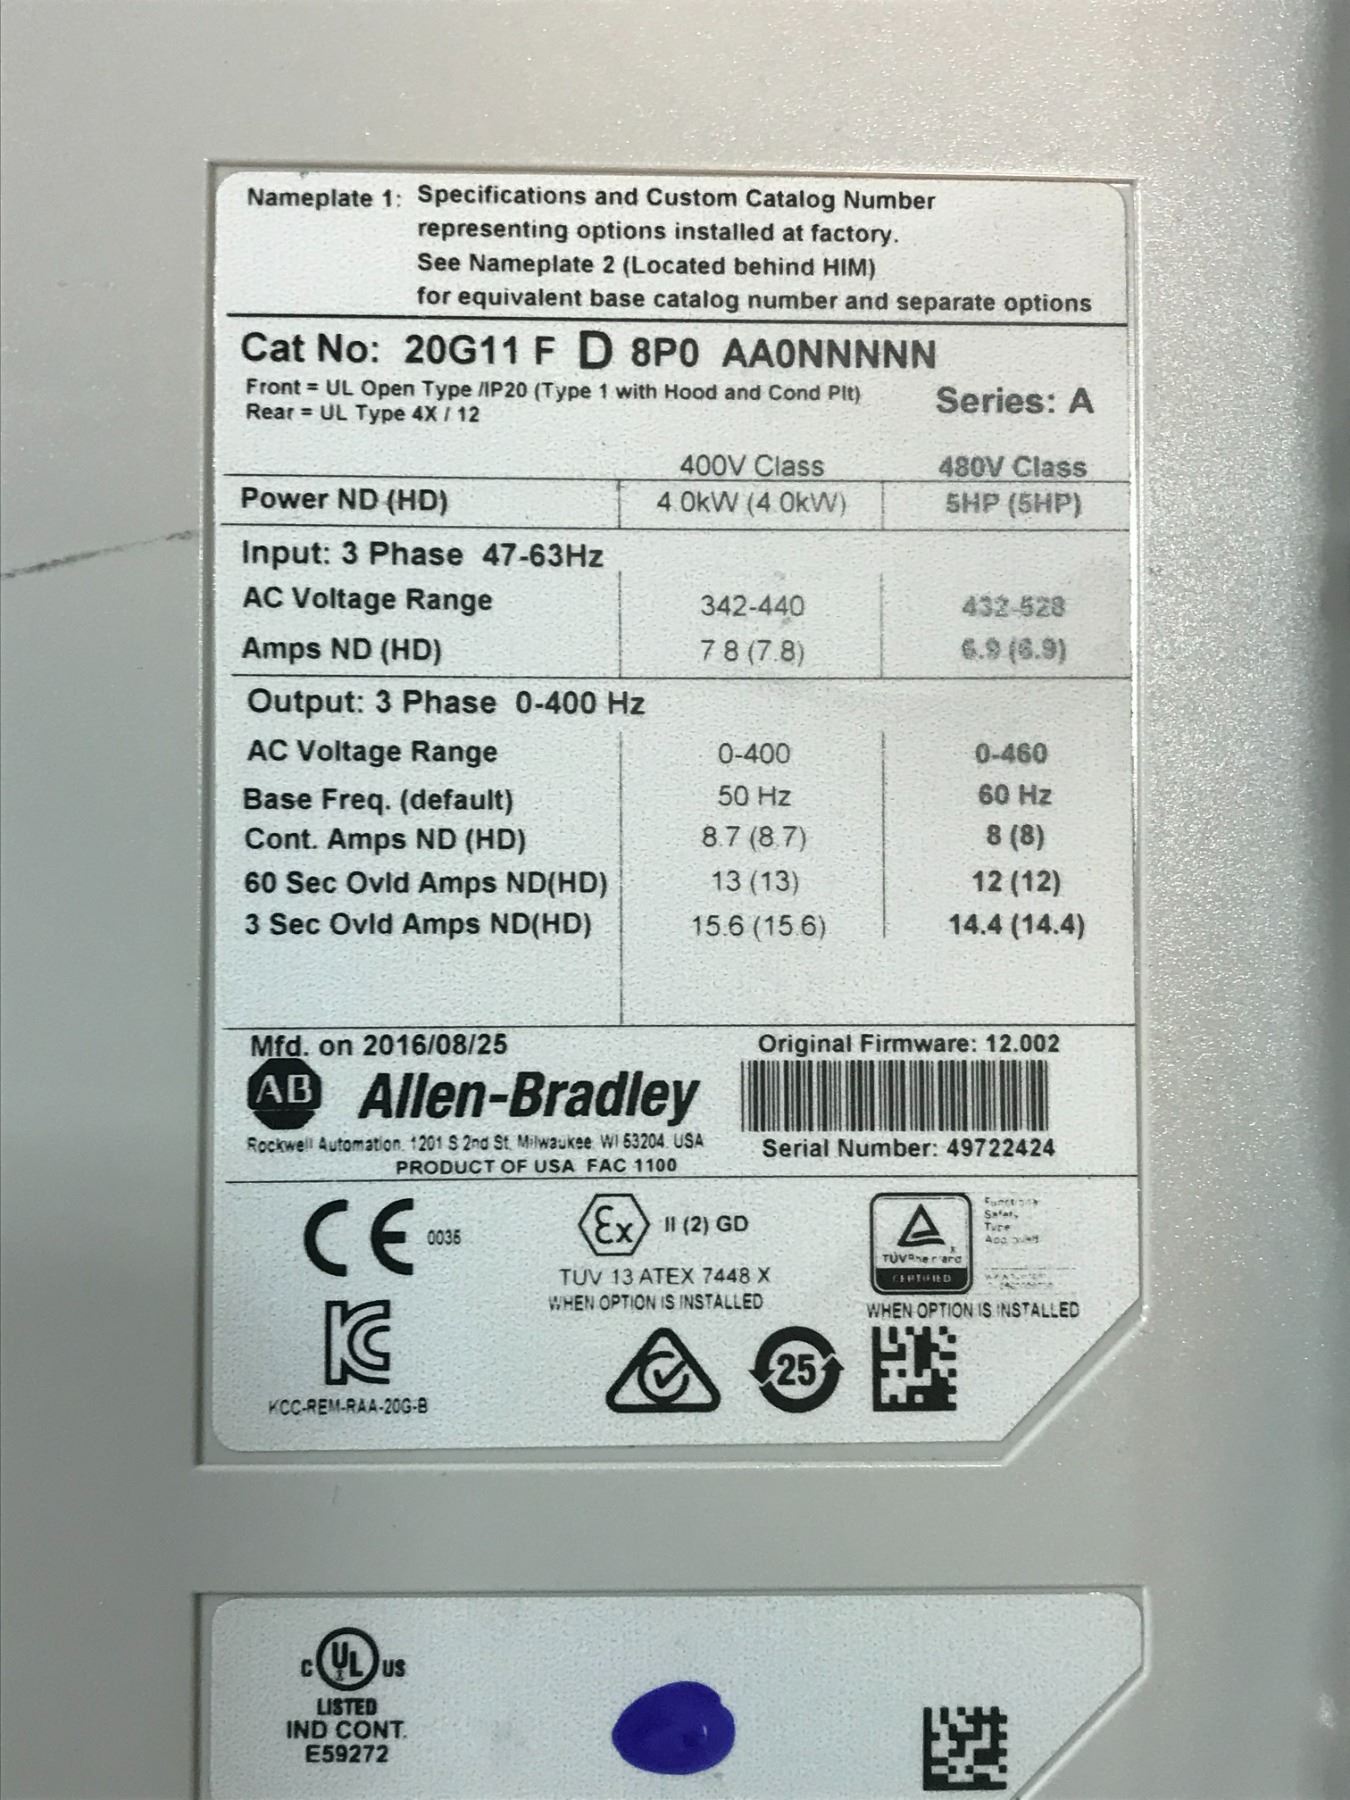 Nameplate 1: Specifications and Custom Catalog Number
representing options installed at factory.
See Nameplate 2 (Located behind HIM)
for equivalent base catalog number and separate options
Cat No: 20G11 F D 8P0 AA0NNNNN
Front = UL Open Type /IP20 (Type 1 with Hood and Cond Plt)
Rear = UL Type 4X / 12
Series: A
400V Class 480V Class
Power ND (HD) 4.0kW (4.0kW) 5HP (5HP)
Input: 3 Phase 47-63Hz
AC Voltage Range 342-440 432-528
Amps ND (HD) 7.8 (7.8) 6.9 (6.9)
Output: 3 Phase 0-400 Hz
AC Voltage Range 0-400 0-460
Base Freq. (default) 50 Hz 60 Hz
Cont. Amps ND (HD) 8.7 (8.7) 8 (8)
60 Sec Ovld Amps ND(HD) 13 (13) 12 (12)
3 Sec Ovld Amps ND(HD) 15.6 (15.6) 14.4 (14.4)
Mfd. on 2016/08/25 Original Firmware: 12.002
AB Allen-Bradley
Rockwell Automation, 1201 S 2nd St. Milwaukee WI 53204. USA
PRODUCT OF USA FAC 1100
Serial Number: 49722424
CE 0035
Ex II (2) GD
TUV 13 ATEX 7448 X
WHEN OPTION IS INSTALLED
Functional
Safety
Type
Approved
TÜVRheinland
CERTIFIED
WHEN OPTION IS INSTALLED
KC
KCC-REM-RAA-20G-B
25
C UL US
LISTED
IND CONT.
E59272